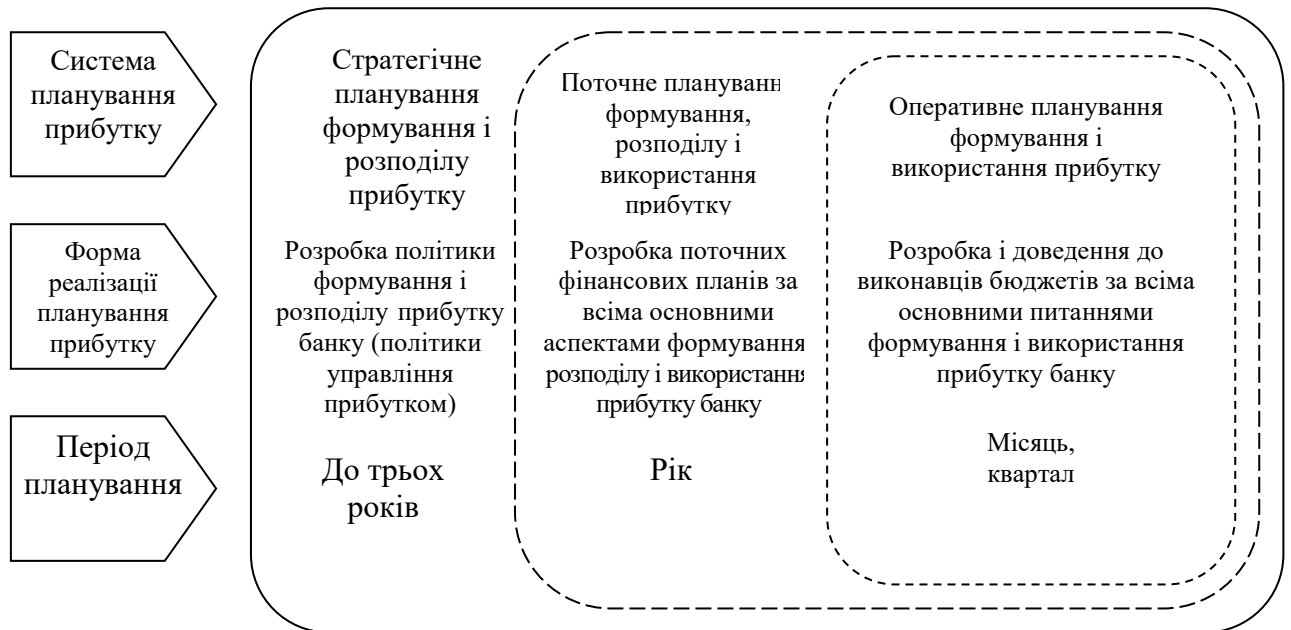 Система
планування
прибутку
Стратегічне
планування
формування і
розподілу
прибутку
Поточне плануванн
формування,
розподілу і
використання
прибутку
Оперативне планування
формування і
використання прибутку
Форма
реалізації
планування
прибутку
Розробка політики
формування і
розподілу прибутку
банку (політики
управління
прибутком)
Розробка поточних
фінансових планів за
всіма основними
аспектами формування
розподілу і використання
прибутку банку
Розробка і доведення до
виконавців бюджетів за всіма
основними питаннями
формування і використання
прибутку банку
Період
планування
До трьох
років
Рік
Місяць,
квартал